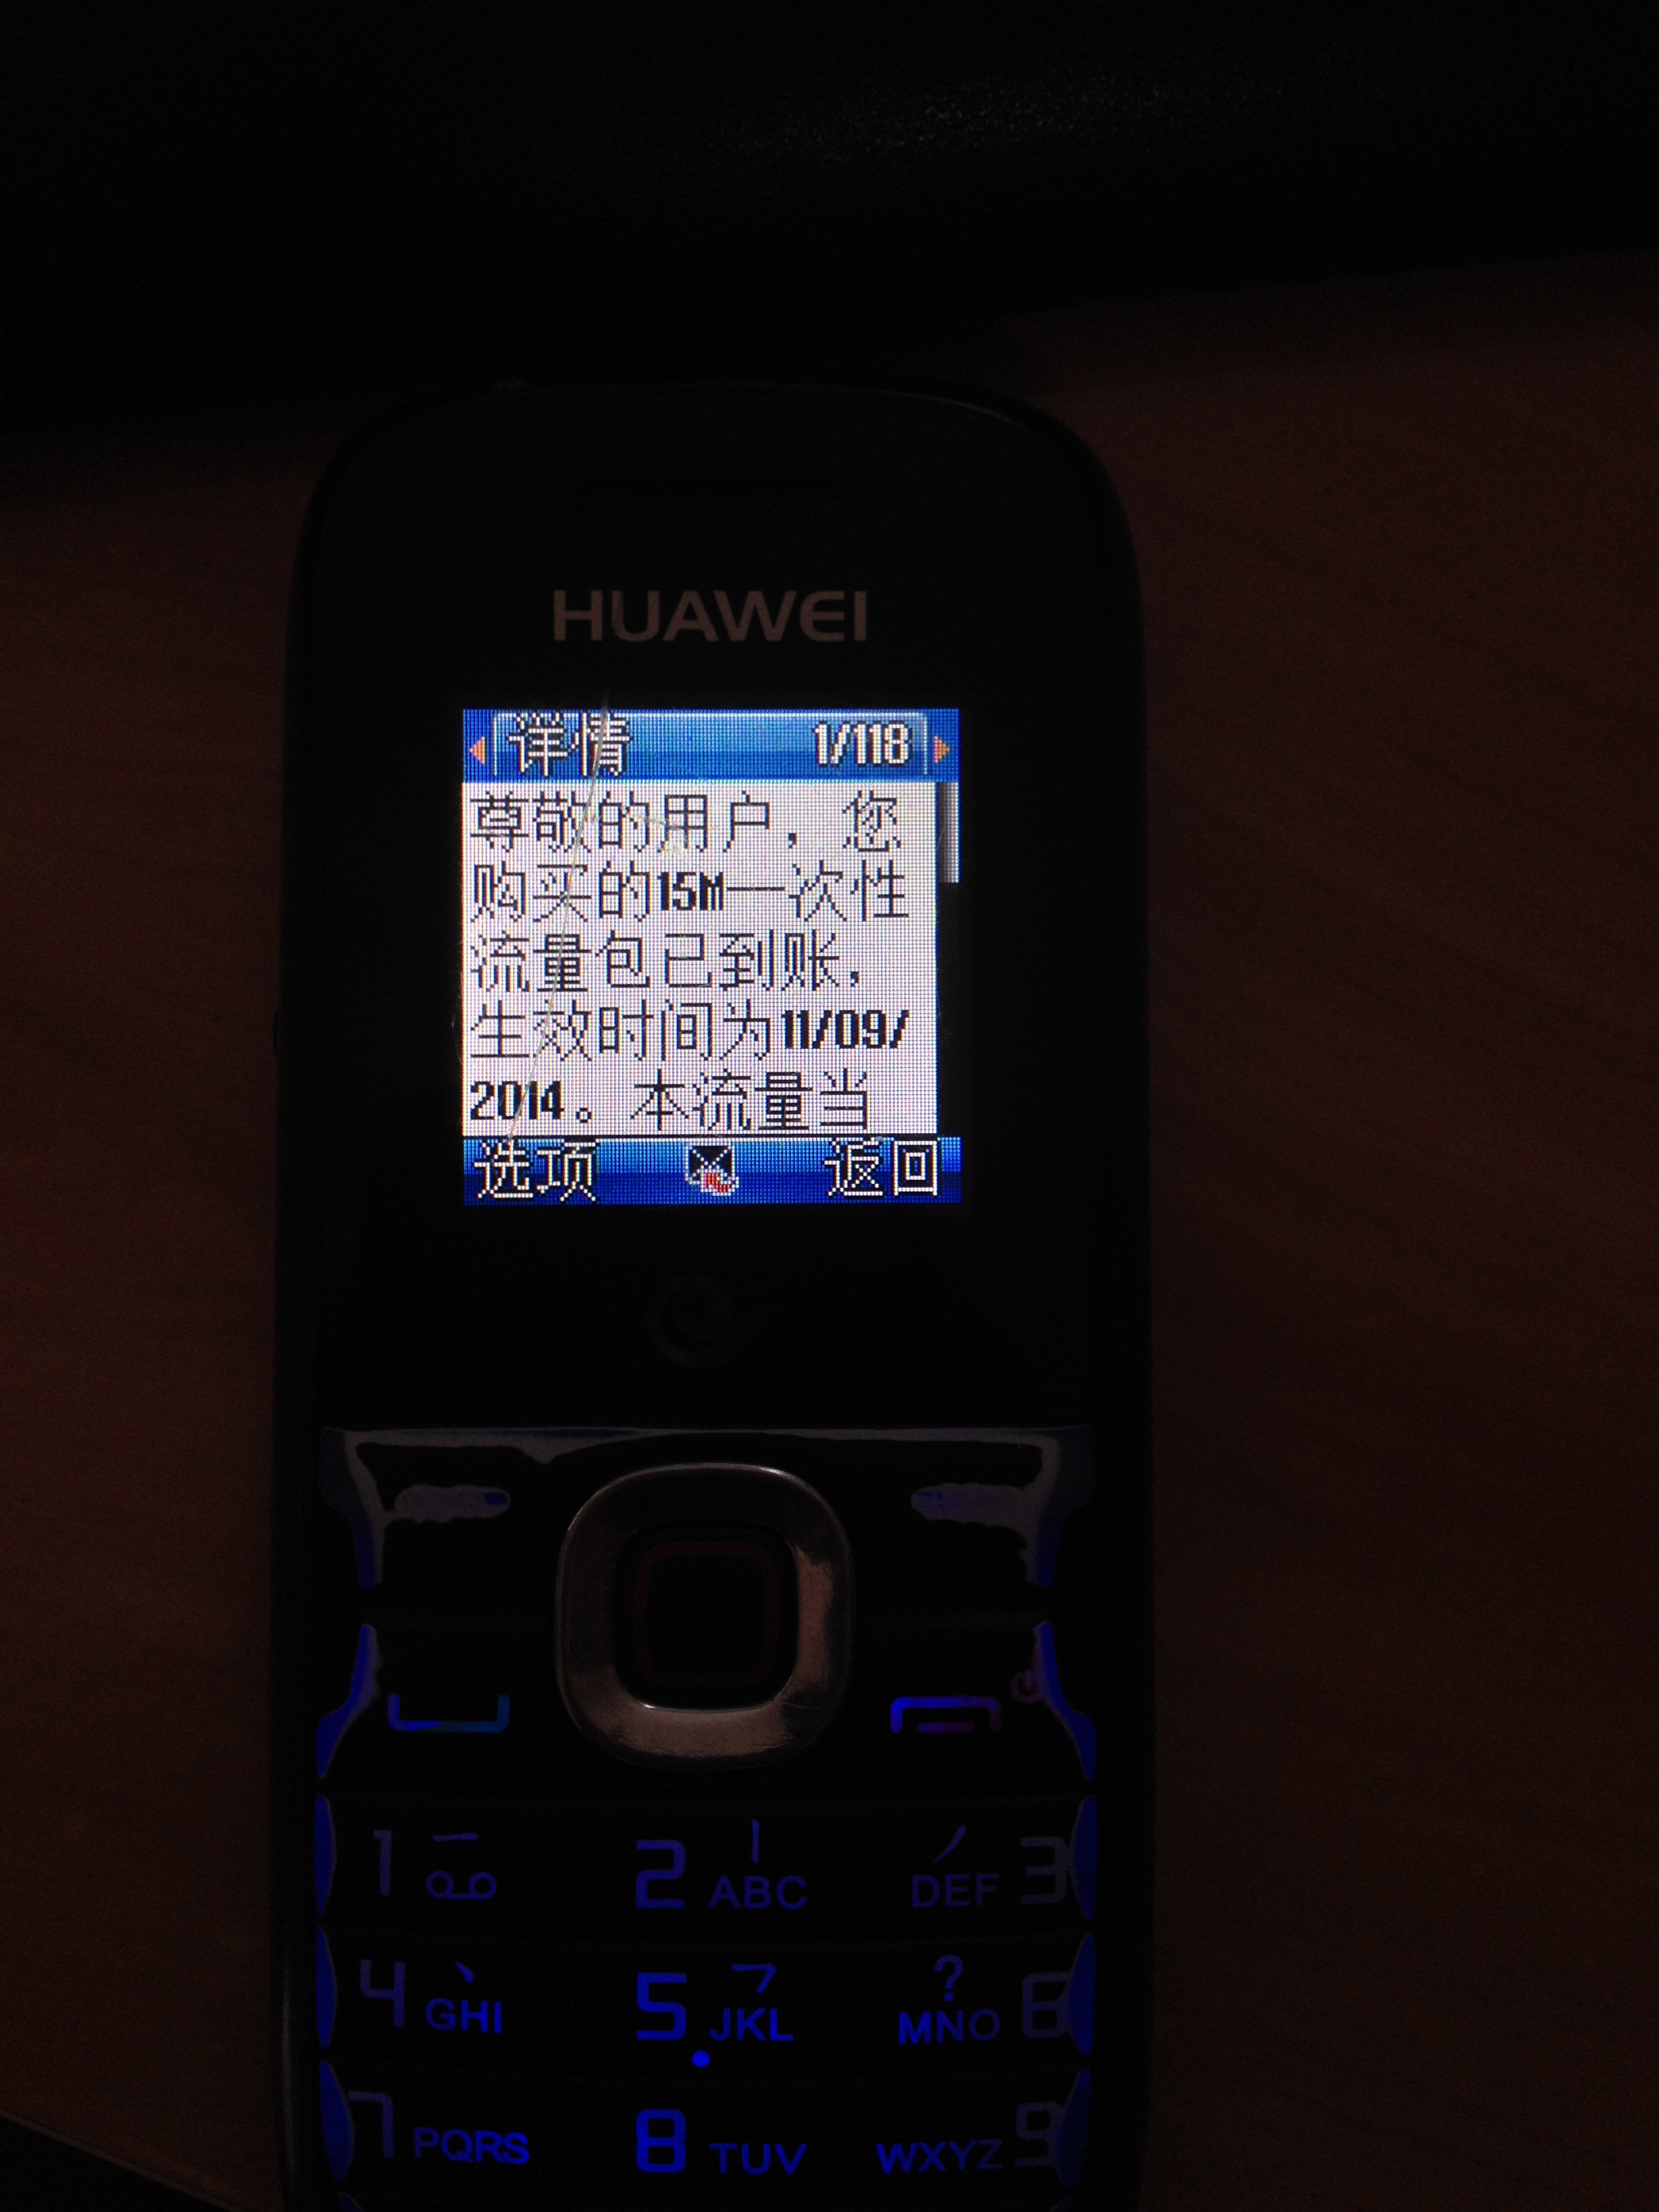 HUAWEI
详情 1/118
尊敬的用户，您
购买的15M一次性
流量包已到账，
生效时间为11/09/
2014。本流量当
选项 返回
1 2 ABC DEF 3
4 GHI 5 JKL ? MNO 6
7 PQRS 8 TUV WXYZ 9